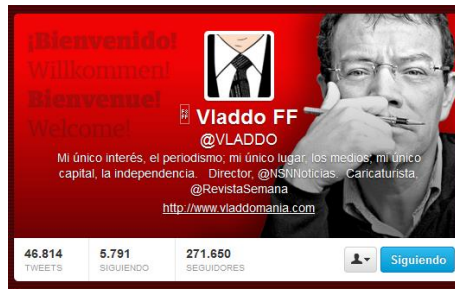 ¡Bienvenido!
Willkommen!
Bienvenue!
Welcome!
Vladdo FF
@VLADDO
Mi único interés, el periodismo; mi único lugar, los medios; mi único
capital, la independencia. Director, @NSNNoticias. Caricaturista,
@RevistaSemana
http://www.vladdomania.com
46.814 5.791 271.650
TWEETS SIGUIENDO SEGUIDORES
Siguiendo